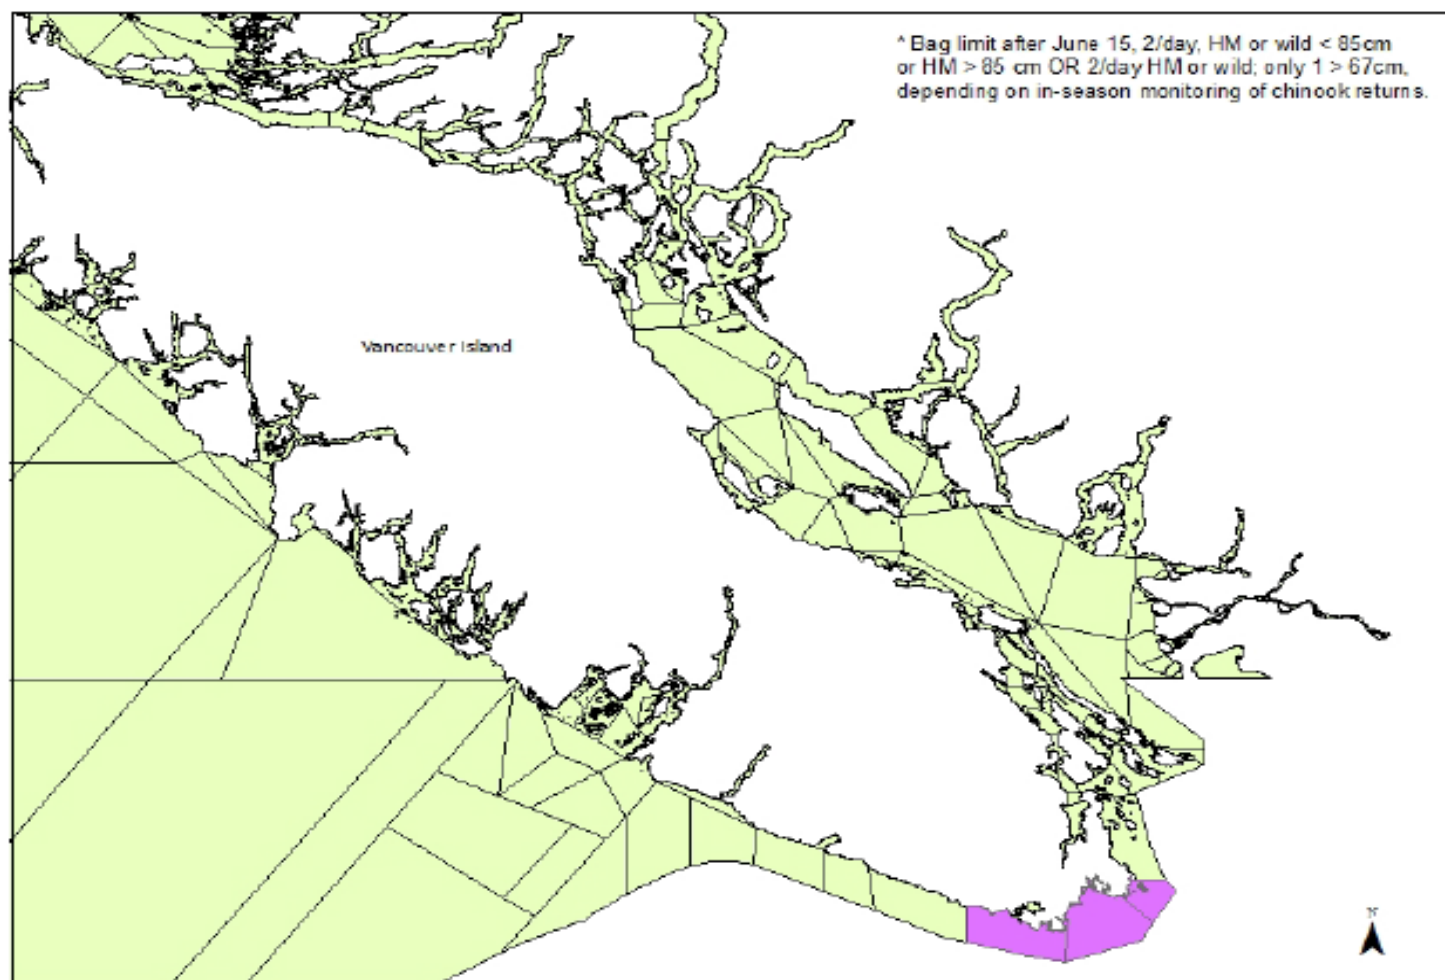 * Bag limit after June 15, 2/day, HM or wild < 85cm
or HM > 85 cm OR 2/day HM or wild; only 1 > 67cm,
depending on in-season monitoring of chinook returns.
Vancouver Island
N